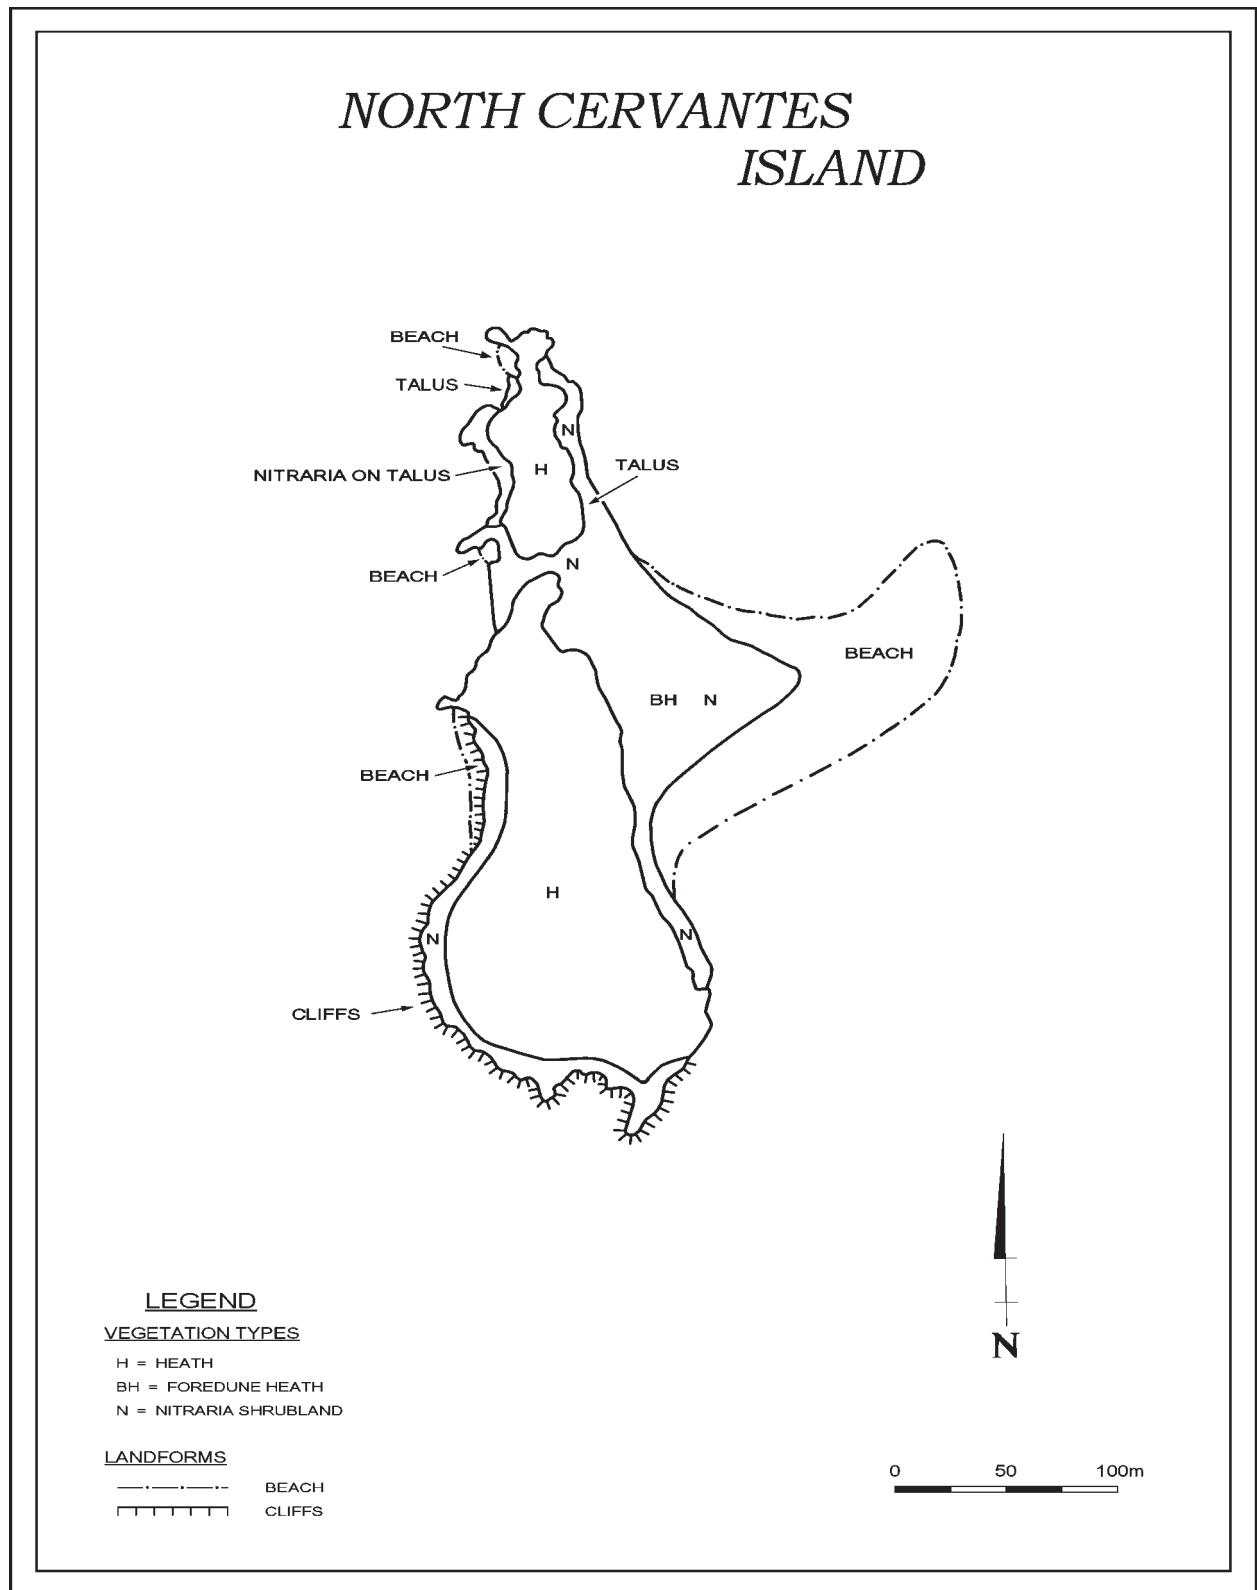 NORTH CERVANTES
ISLAND
BEACH
TALUS
N
NITRARIA ON TALUS
H
TALUS
N
BEACH
BEACH
BH N
BEACH
H
N
N
CLIFFS
N
LEGEND
VEGETATION TYPES
H = HEATH
BH = FOREDUNE HEATH
N = NITRARIA SHRUBLAND
LANDFORMS
BEACH
CLIFFS
0 50 100m